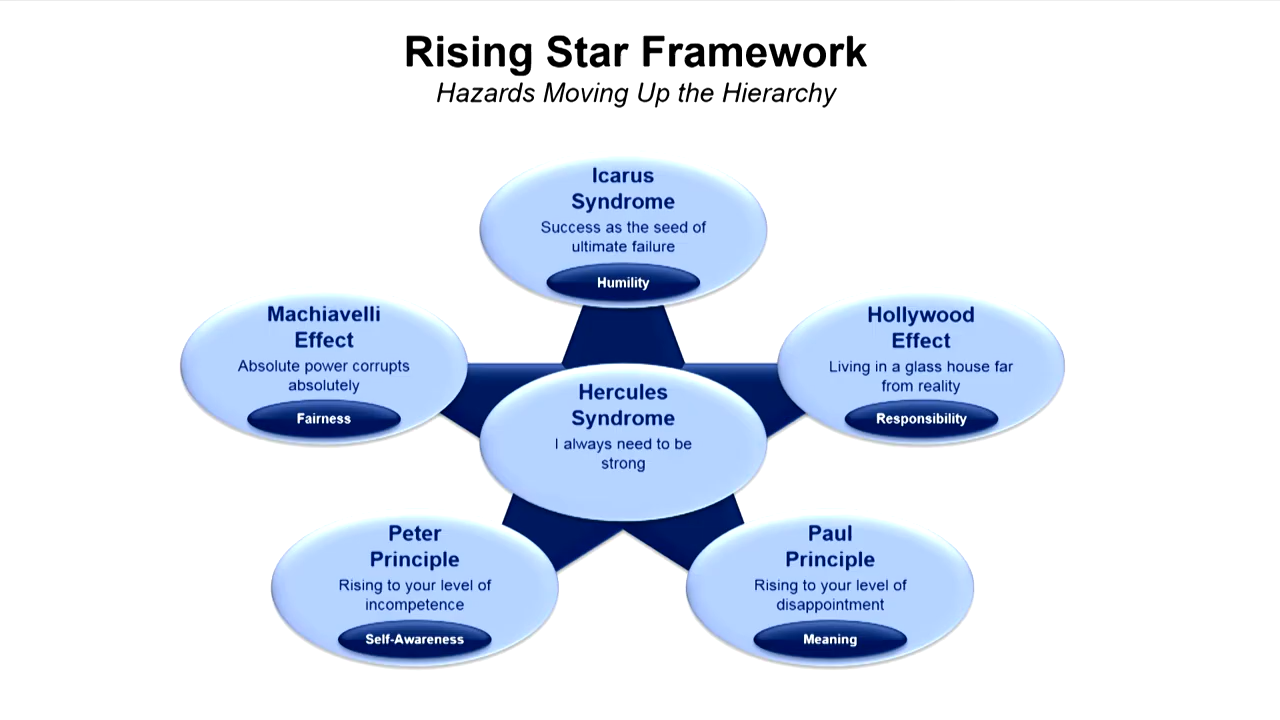 Rising Star Framework
Hazards Moving Up the Hierarchy
Icarus
Syndrome
Success as the seed of
ultimate failure
Humility
Machiavelli
Effect
Absolute power corrupts
absolutely
Fairness
Hollywood
Effect
Living in a glass house far
from reality
Responsibility
Hercules
Syndrome
I always need to be
strong
Peter
Principle
Rising to your level of
incompetence
Self-Awareness
Paul
Principle
Rising to your level of
disappointment
Meaning